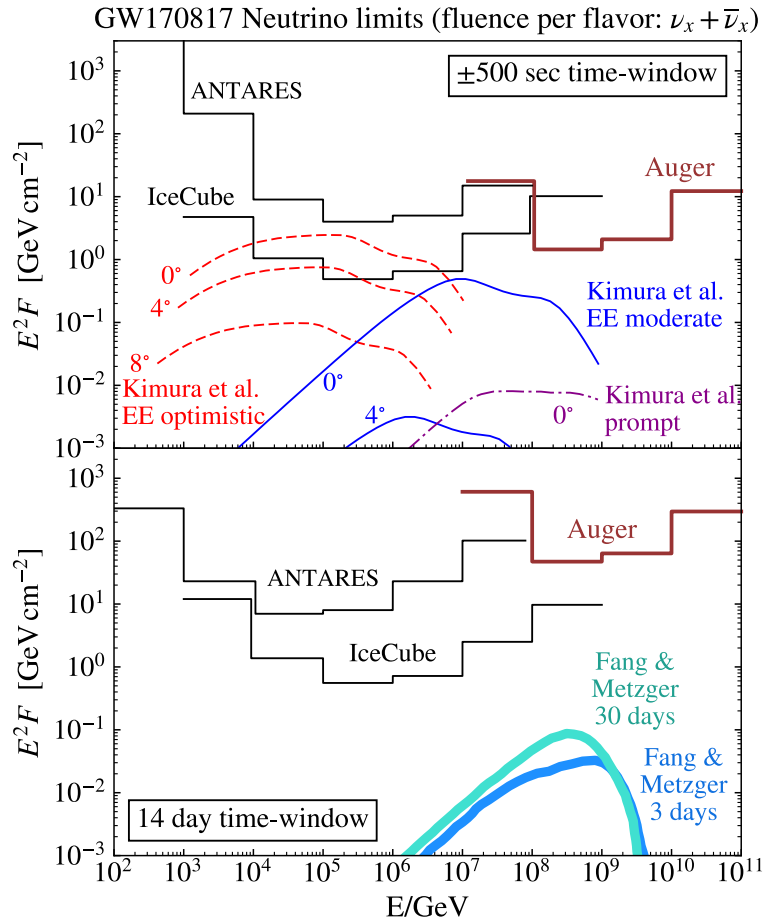 GW170817 Neutrino limits (fluence per flavor: νₓ + ν̅ₓ)
±500 sec time-window
ANTARES
Auger
IceCube
0°
4°
8°
Kimura et al.
EE optimistic
Kimura et al.
EE moderate
0°
4°
Kimura et al.
prompt
0°
E²F [GeV cm⁻²]
10³
10²
10¹
10⁰
10⁻¹
10⁻²
10⁻³
Auger
ANTARES
IceCube
Fang &
Metzger
30 days
Fang &
Metzger
3 days
14 day time-window
E²F [GeV cm⁻²]
10²
10¹
10⁰
10⁻¹
10⁻²
10⁻³
10² 10³ 10⁴ 10⁵ 10⁶ 10⁷ 10⁸ 10⁹ 10¹⁰ 10¹¹
E/GeV